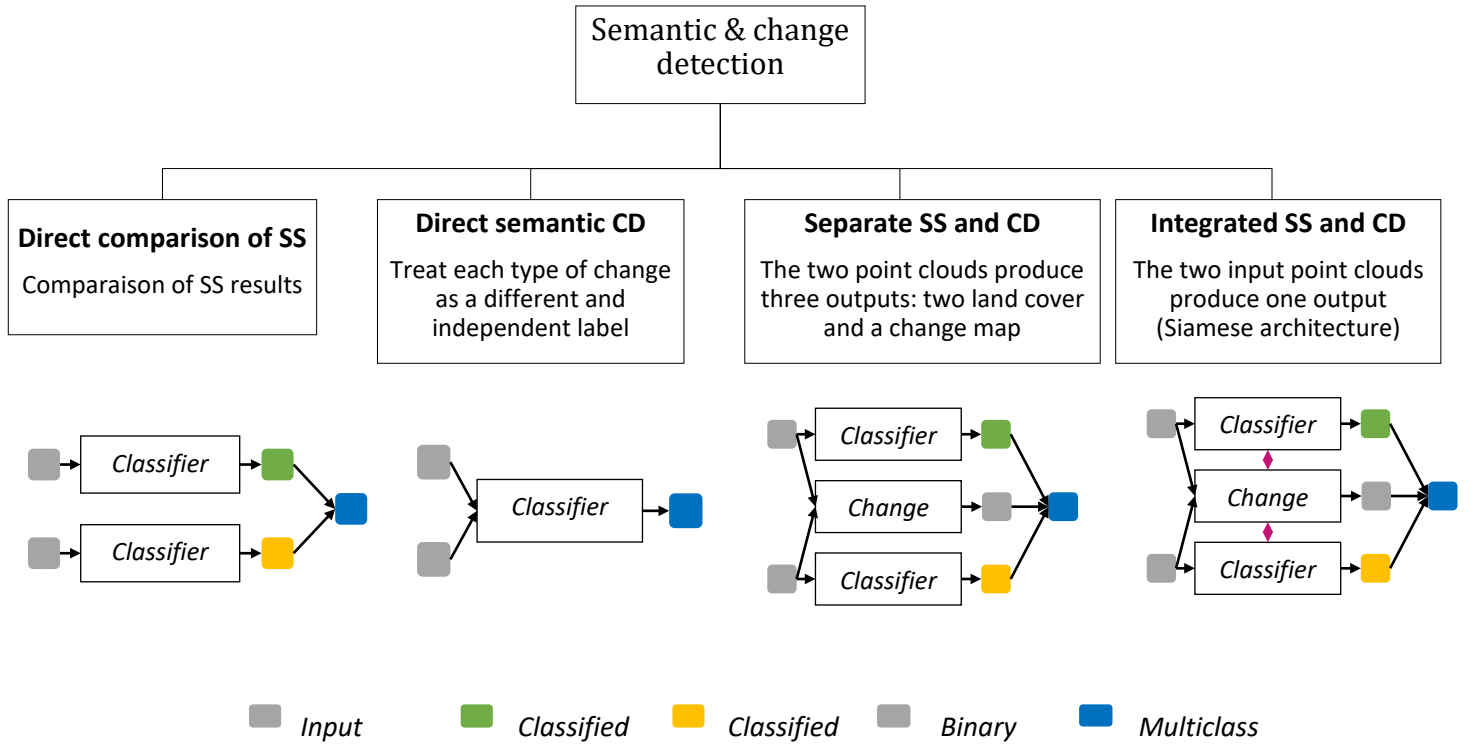 Semantic & change
detection
Direct comparison of SS
Comparaison of SS results
Direct semantic CD
Treat each type of change
as a different and
independent label
Separate SS and CD
The two point clouds produce
three outputs: two land cover
and a change map
Integrated SS and CD
The two input point clouds
produce one output
(Siamese architecture)
Classifier
Classifier
Classifier
Classifier
Change
Classifier
Classifier
Change
Classifier
Input
Classified
Classified
Binary
Multiclass